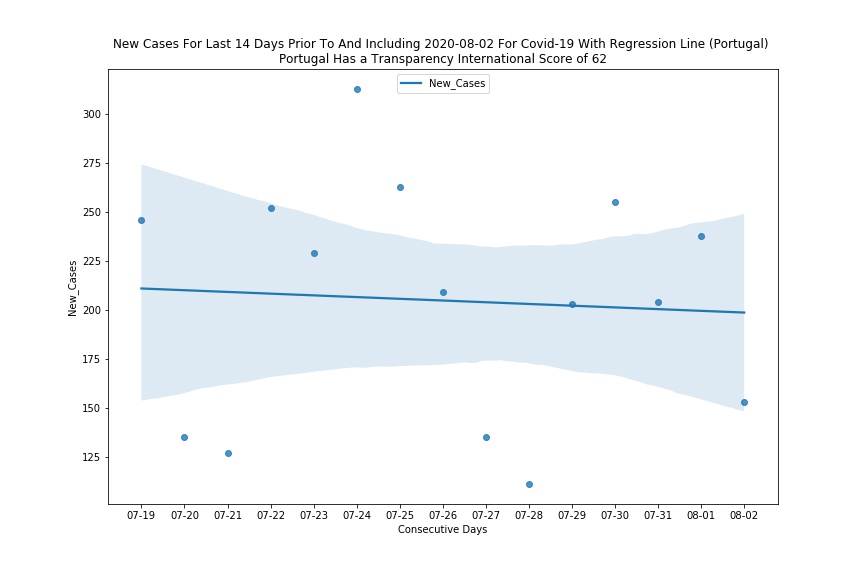 New Cases For Last 14 Days Prior To And Including 2020-08-02 For Covid-19 With Regression Line (Portugal)
Portugal Has a Transparency International Score of 62
New_Cases
300
275
250
225
200
175
150
125
New_Cases
07-19 07-20 07-21 07-22 07-23 07-24 07-25 07-26 07-27 07-28 07-29 07-30 07-31 08-01 08-02
Consecutive Days